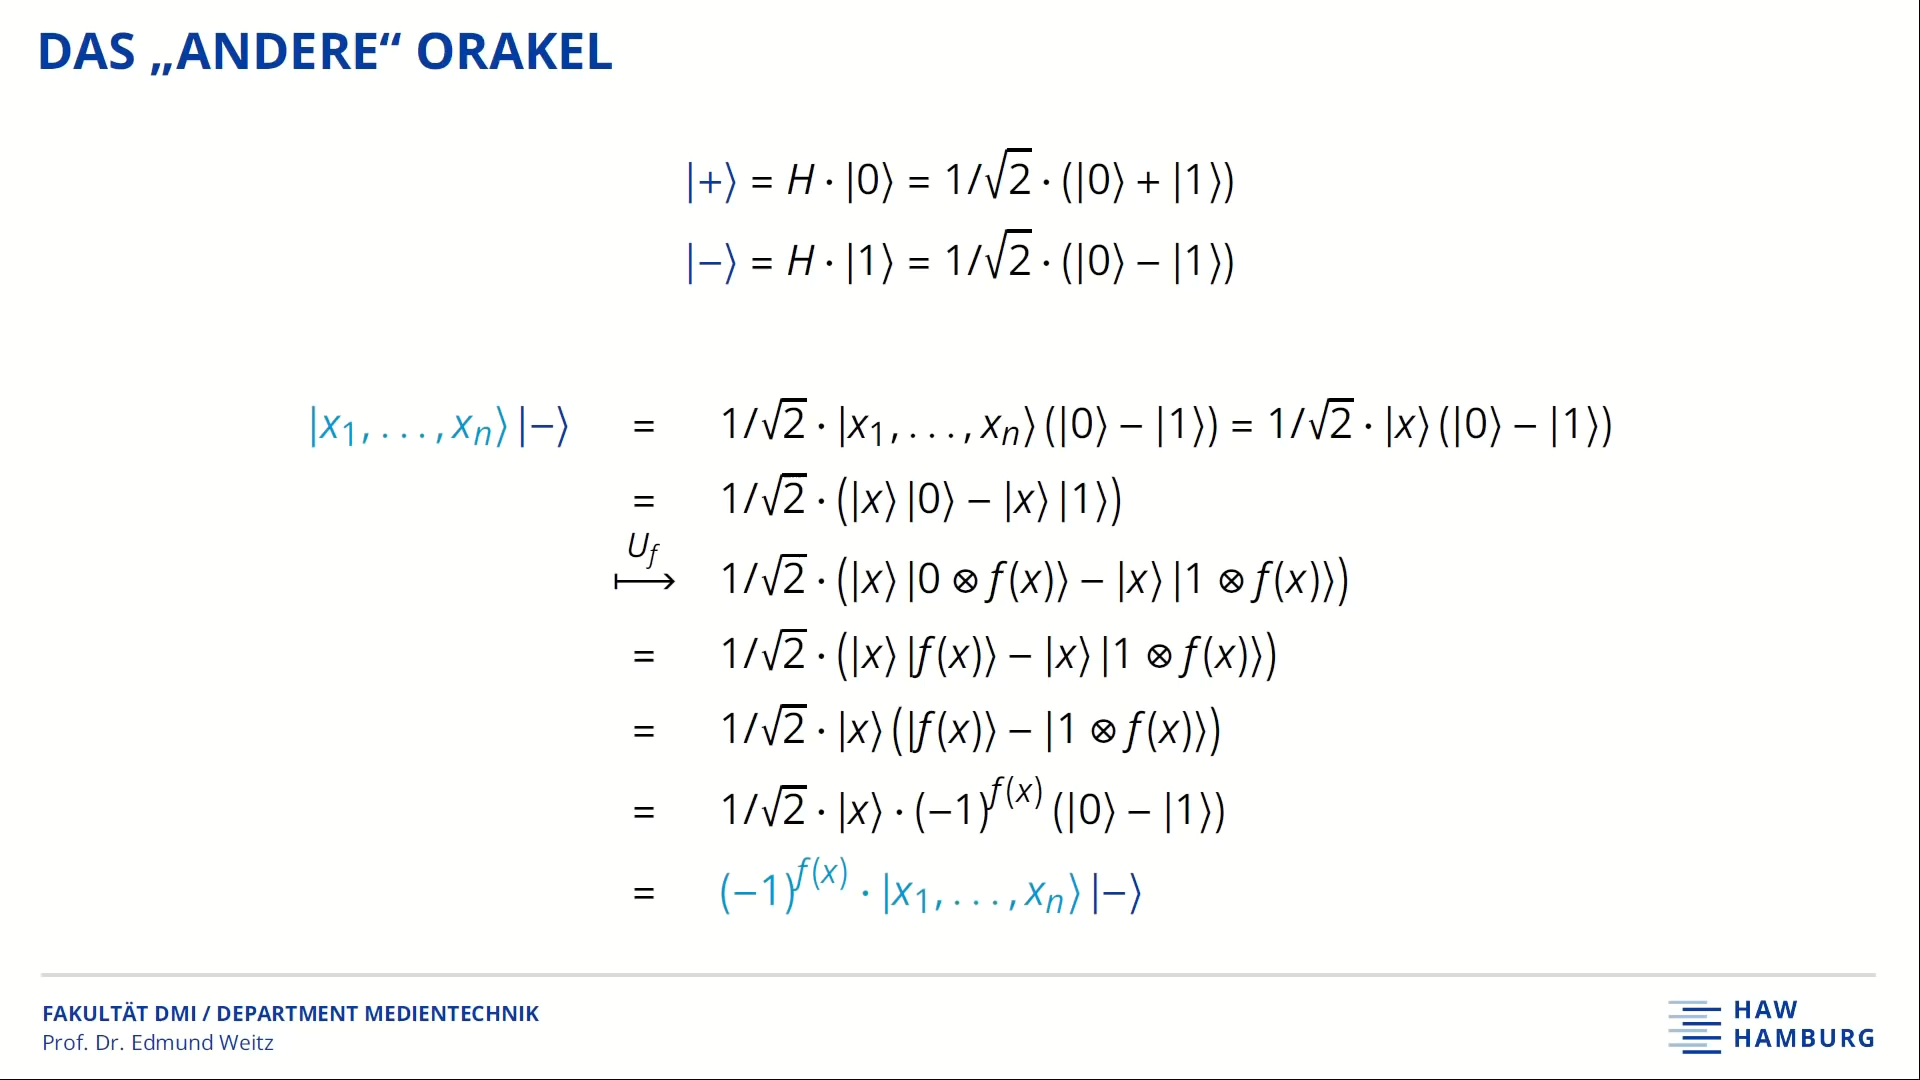 DAS „ANDERE“ ORAKEL
|+⟩ = H · |0⟩ = 1/√2 · (|0⟩ + |1⟩)
|−⟩ = H · |1⟩ = 1/√2 · (|0⟩ − |1⟩)
|x₁, . . . , xₙ⟩ |−⟩ = 1/√2 · |x₁, . . . , xₙ⟩ (|0⟩ − |1⟩) = 1/√2 · |x⟩ (|0⟩ − |1⟩)
= 1/√2 · (|x⟩ |0⟩ − |x⟩ |1⟩)
U_f ⟼ 1/√2 · (|x⟩ |0 ⊗ f(x)⟩ − |x⟩ |1 ⊗ f(x)⟩)
= 1/√2 · (|x⟩ |f(x)⟩ − |x⟩ |1 ⊗ f(x)⟩)
= 1/√2 · |x⟩ (|f(x)⟩ − |1 ⊗ f(x)⟩)
= 1/√2 · |x⟩ · (−1)^f(x) (|0⟩ − |1⟩)
= (−1)^f(x) · |x₁, . . . , xₙ⟩ |−⟩
FAKULTÄT DMI / DEPARTMENT MEDIENTECHNIK
Prof. Dr. Edmund Weitz
HAW
HAMBURG